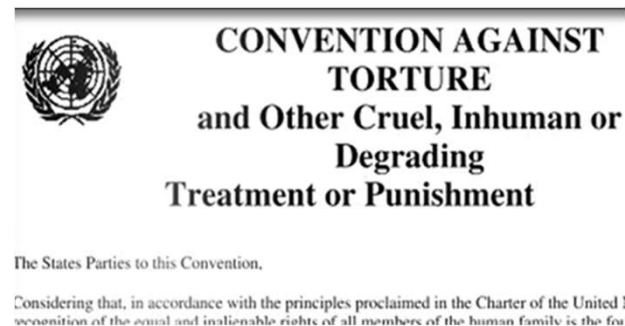 CONVENTION AGAINST
TORTURE
and Other Cruel, Inhuman or
Degrading
Treatment or Punishment
The States Parties to this Convention,
Considering that, in accordance with the principles proclaimed in the Charter of the United
recognition of the equal and inalienable rights of all members of the human family is the